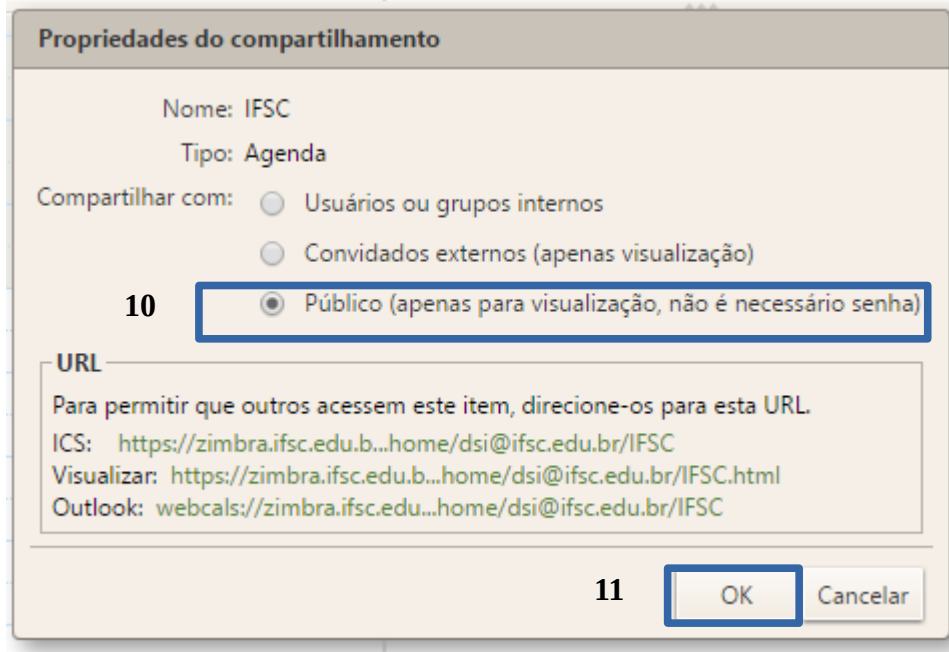 Propriedades do compartilhamento
Nome: IFSC
Tipo: Agenda
Compartilhar com:
Usuários ou grupos internos
Convidados externos (apenas visualização)
10
Público (apenas para visualização, não é necessário senha)
URL
Para permitir que outros acessem este item, direcione-os para esta URL.
ICS: https://zimbra.ifsc.edu.b...home/dsi@ifsc.edu.br/IFSC
Visualizar: https://zimbra.ifsc.edu.b...home/dsi@ifsc.edu.br/IFSC.html
Outlook: webcals://zimbra.ifsc.edu...home/dsi@ifsc.edu.br/IFSC
11 OK Cancelar